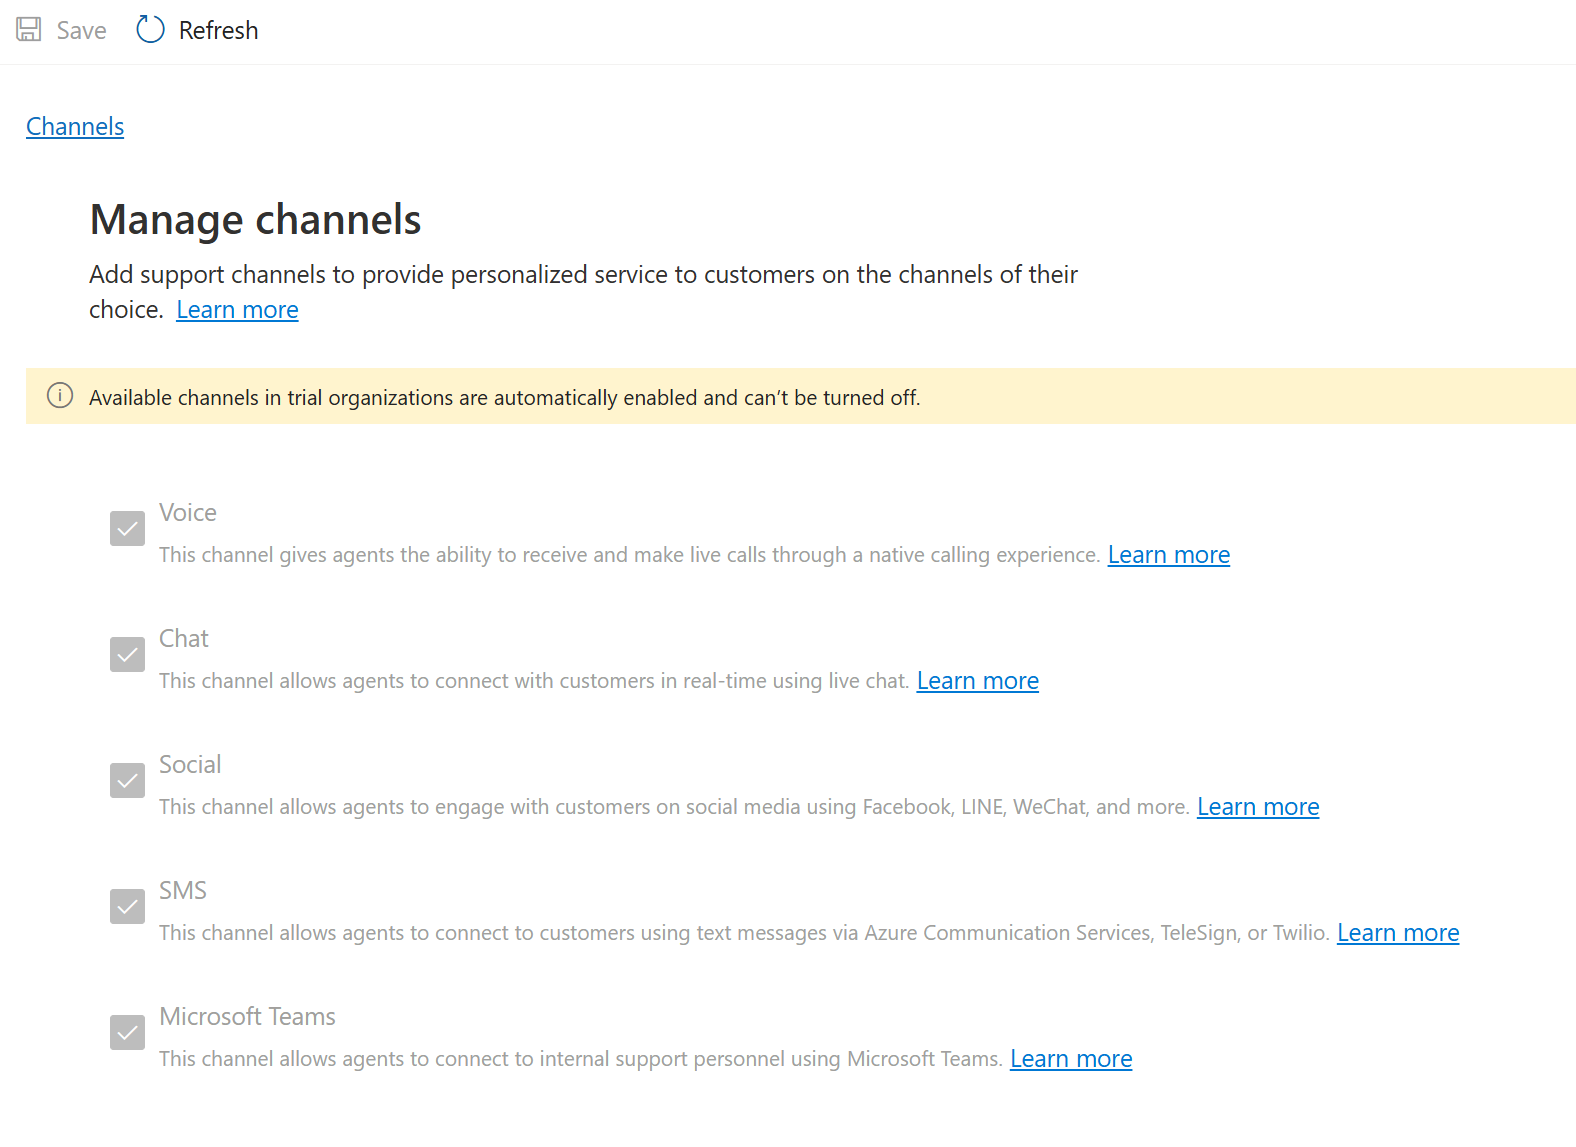 Save Refresh
Channels
Manage channels
Add support channels to provide personalized service to customers on the channels of their
choice. Learn more
Available channels in trial organizations are automatically enabled and can’t be turned off.
Voice
This channel gives agents the ability to receive and make live calls through a native calling experience. Learn more
Chat
This channel allows agents to connect with customers in real-time using live chat. Learn more
Social
This channel allows agents to engage with customers on social media using Facebook, LINE, WeChat, and more. Learn more
SMS
This channel allows agents to connect to customers using text messages via Azure Communication Services, TeleSign, or Twilio. Learn more
Microsoft Teams
This channel allows agents to connect to internal support personnel using Microsoft Teams. Learn more